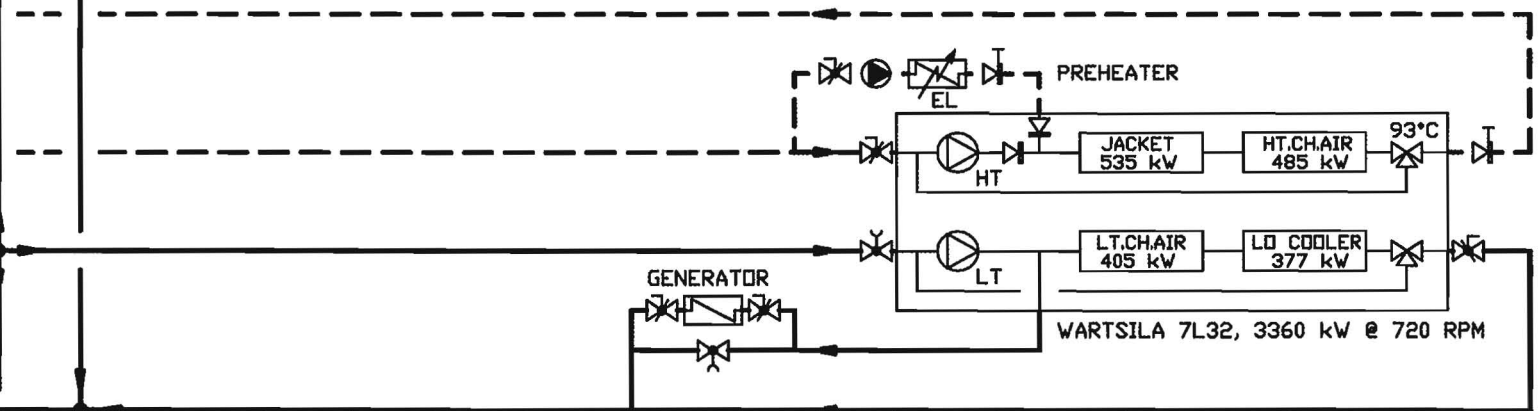 PREHEATER
EL
93°C
JACKET
535 kW
HT.CH.AIR
485 kW
HT
LT.CH.AIR
405 kW
LO COOLER
377 kW
GENERATOR
LT
WARTSILA 7L32, 3360 kW @ 720 RPM